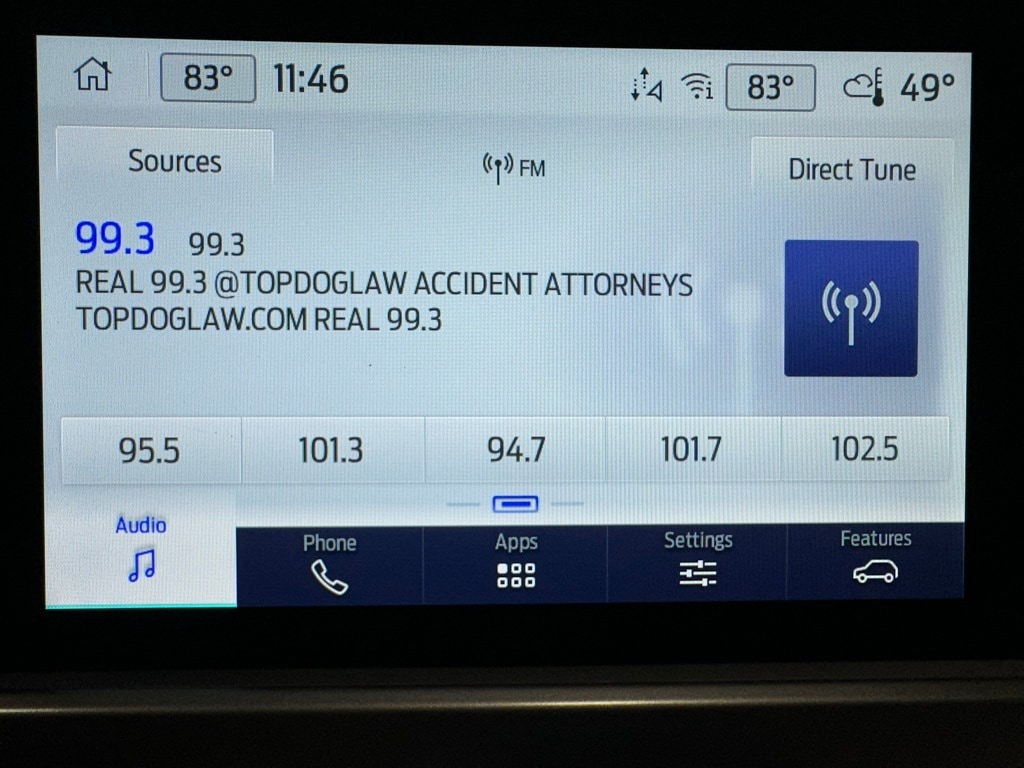 83° 11:46 83° 49°
Sources FM Direct Tune
99.3 99.3
REAL 99.3 @TOPDOGLAW ACCIDENT ATTORNEYS
TOPDOGLAW.COM REAL 99.3
95.5 101.3 94.7 101.7 102.5
Audio Phone Apps Settings Features